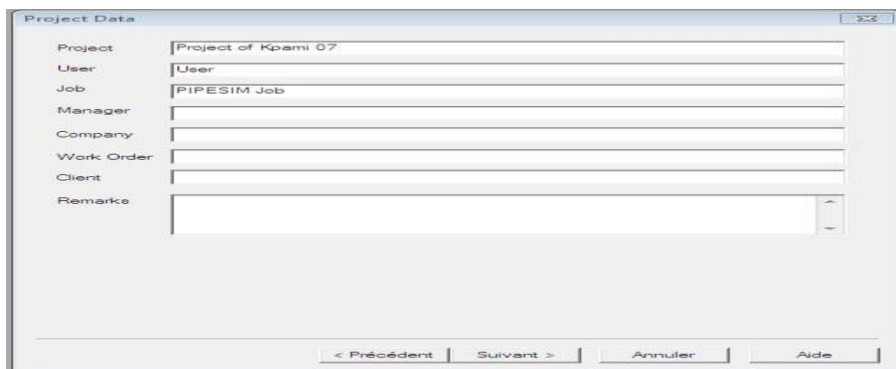 Project Data
Project Project of Kpami 07
User User
Job PIPESIM Job
Manager
Company
Work Order
Client
Remarks
< Précédent Suivant > Annuler Aide